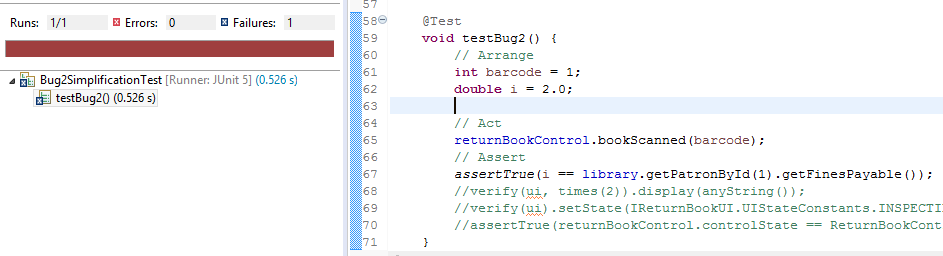 Runs: 1/1 Errors: 0 Failures: 1
Bug2SimplificationTest [Runner: JUnit 5] (0.526 s)
testBug2() (0.526 s)
57
58 @Test
59 void testBug2() {
60 // Arrange
61 int barcode = 1;
62 double i = 2.0;
63
64 // Act
65 returnBookControl.bookScanned(barcode);
66 // Assert
67 assertTrue(i == library.getPatronById(1).getFinesPayable());
68 //verify(ui, times(2)).display(anyString());
69 //verify(ui).setState(IReturnBookUI.UIStateConstants.INSPECTI
70 //assertTrue(returnBookControl.controlState == ReturnBookCont
71 }